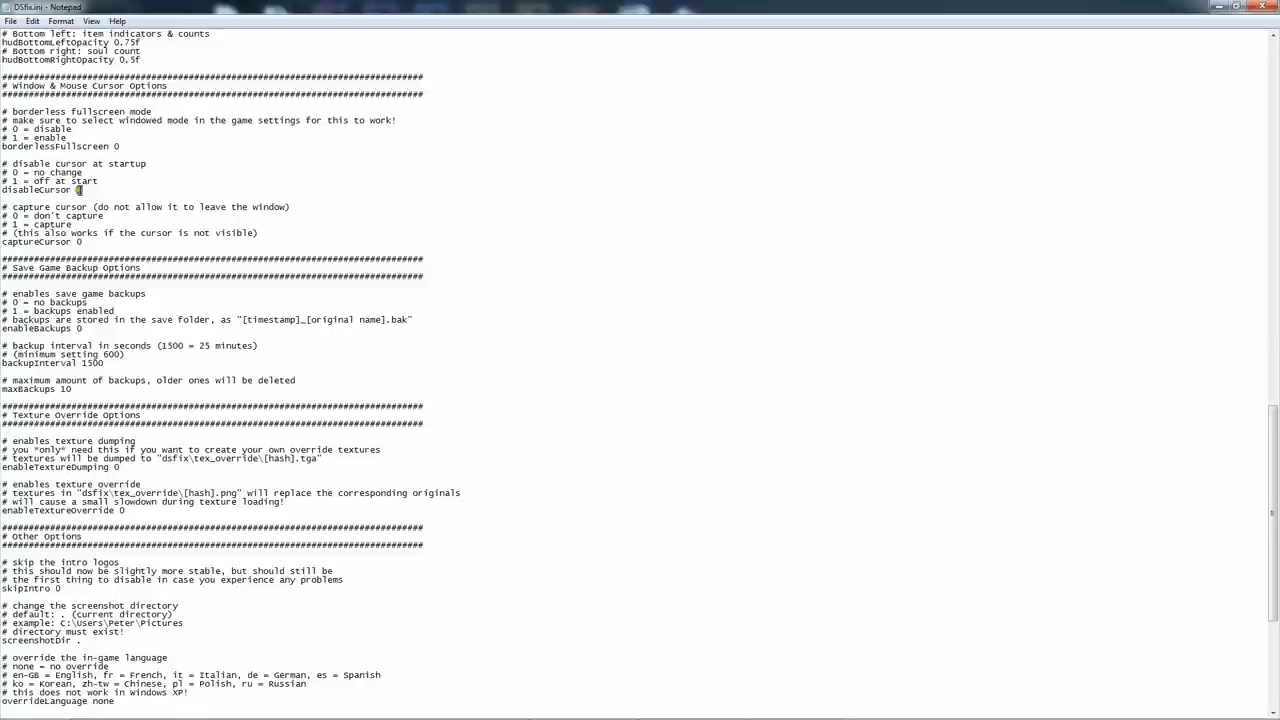 DSfix.ini - Notepad
File Edit Format View Help
# Bottom left: item indicators & counts
hudBottomLeftOpacity 0.75f
# Bottom right: soul count
hudBottomRightOpacity 0.5f
################################################################################
# Window & Mouse Cursor Options
################################################################################
# borderless fullscreen mode
# make sure to select windowed mode in the game settings for this to work!
# 0 = disable
# 1 = enable
borderlessFullscreen 0
# disable cursor at startup
# 0 = no change
# 1 = off at start
disableCursor
# capture cursor (do not allow it to leave the window)
# 0 = don't capture
# 1 = capture
# (this also works if the cursor is not visible)
captureCursor 0
################################################################################
# Save Game Backup Options
################################################################################
# enables save game backups
# 0 = no backups
# 1 = backups enabled
# backups are stored in the save folder, as "[timestamp]_[original name].bak"
enableBackups 0
# backup interval in seconds (1500 = 25 minutes)
# (minimum setting 600)
backupInterval 1500
# maximum amount of backups, older ones will be deleted
maxBackups 10
################################################################################
# Texture Override Options
################################################################################
# enables texture dumping
# you *only* need this if you want to create your own override textures
# textures will be dumped to "dsfix\tex_override\[hash].tga"
enableTextureDumping 0
# enables texture override
# textures in "dsfix\tex_override\[hash].png" will replace the corresponding originals
# will cause a small slowdown during texture loading!
enableTextureOverride 0
################################################################################
# Other Options
################################################################################
# skip the intro logos
# this should now be slightly more stable, but should still be
# the first thing to disable in case you experience any problems
skipIntro 0
# change the screenshot directory
# default: . (current directory)
# example: C:\Users\Peter\Pictures
# directory must exist!
screenshotDir .
# override the in-game language
# none = no override
# en-GB = English, fr = French, it = Italian, de = German, es = Spanish
# ko = Korean, zh-tw = Chinese, pl = Polish, ru = Russian
# this does not work in Windows XP!
overrideLanguage none